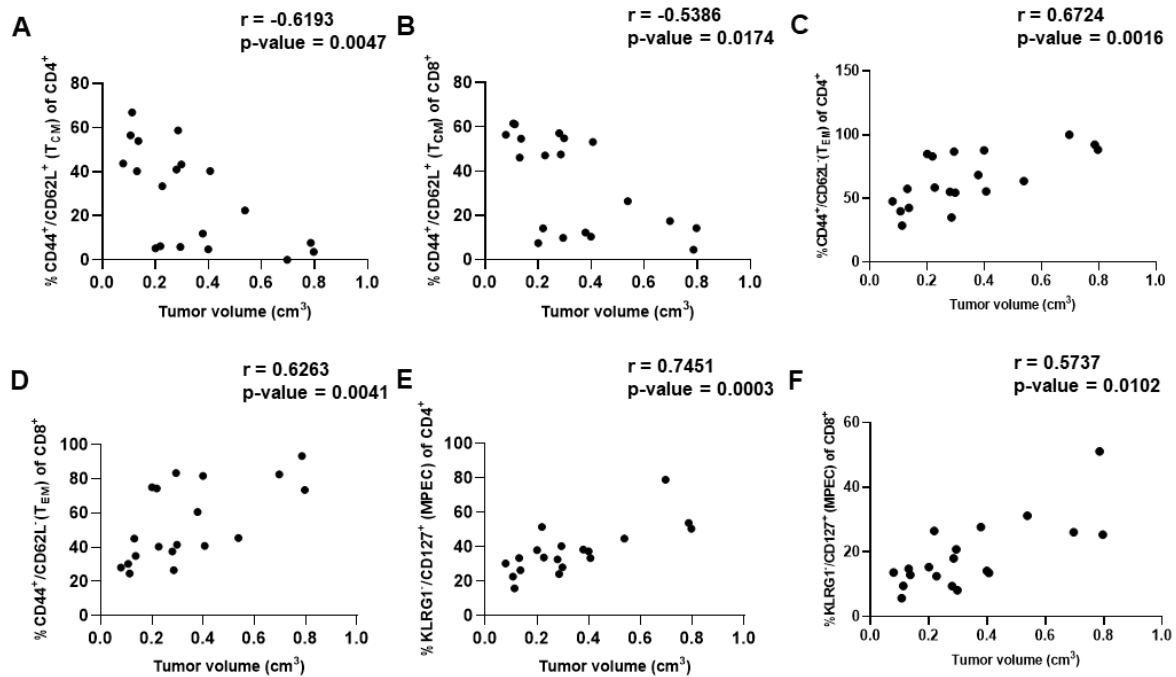 A
r = -0.6193
p-value = 0.0047
%CD44⁺/CD62L⁺ (T_CM) of CD4⁺
80
60
40
20
0
0.0 0.2 0.4 0.6 0.8 1.0
Tumor volume (cm³)
B
r = -0.5386
p-value = 0.0174
%CD44⁺/CD62L⁺ (T_CM) of CD8⁺
80
60
40
20
0
0.0 0.2 0.4 0.6 0.8 1.0
Tumor volume (cm³)
C
r = 0.6724
p-value = 0.0016
%CD44⁺/CD62L⁻(T_EM) of CD4⁺
150
100
50
0
0.0 0.2 0.4 0.6 0.8 1.0
Tumor volume (cm³)
D
r = 0.6263
p-value = 0.0041
%CD44⁺/CD62L⁻(T_EM) of CD8⁺
100
80
60
40
20
0
0.0 0.2 0.4 0.6 0.8 1.0
Tumor volume (cm³)
E
r = 0.7451
p-value = 0.0003
%KLRG1⁻/CD127⁺ (MPEC) of CD4⁺
100
80
60
40
20
0
0.0 0.2 0.4 0.6 0.8 1.0
Tumor volume (cm³)
F
r = 0.5737
p-value = 0.0102
%KLRG1⁻/CD127⁺ (MPEC) of CD8⁺
60
40
20
0
0.0 0.2 0.4 0.6 0.8 1.0
Tumor volume (cm³)